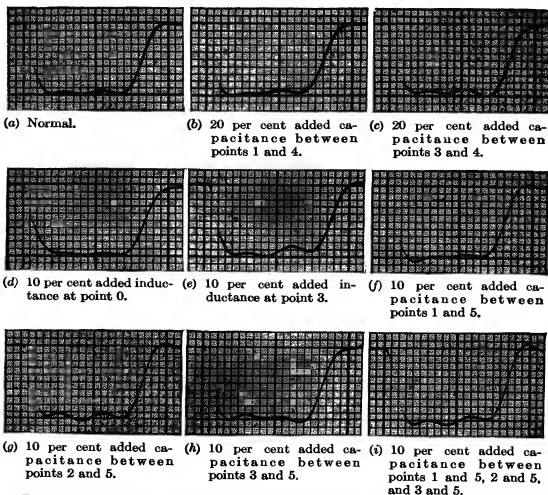 (a) Normal.
(b) 20 per cent added ca-
pacitance between
points 1 and 4.
(c) 20 per cent added ca-
pacitance between
points 3 and 4.
(d) 10 per cent added induc-
tance at point 0.
(e) 10 per cent added in-
ductance at point 3.
(f) 10 per cent added ca-
pacitance between
points 1 and 5.
(g) 10 per cent added ca-
pacitance between
points 2 and 5.
(h) 10 per cent added ca-
pacitance between
points 3 and 5.
(i) 10 per cent added ca-
pacitance between
points 1 and 5, 2 and 5,
and 3 and 5.